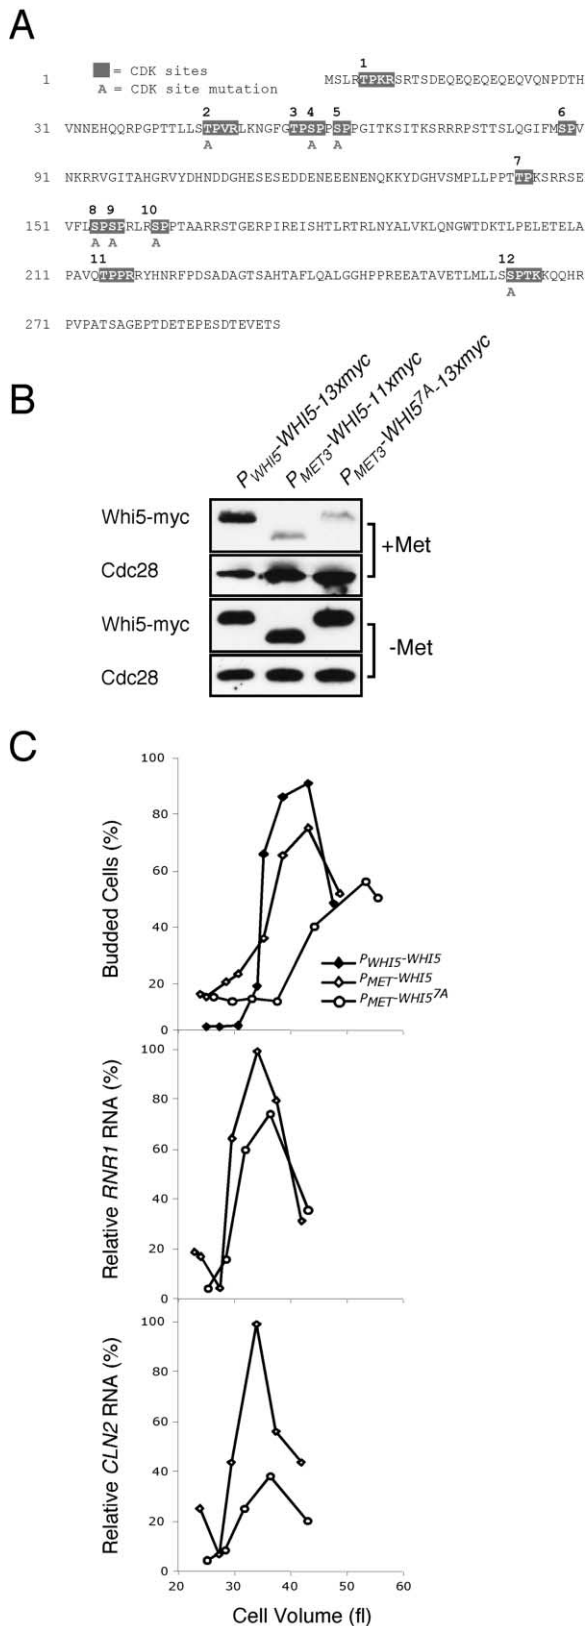 A
= CDK sites
A = CDK site mutation
1
1 MSLRTPKRSRTSDEQEQEQEQEQVQNPDTH
2 3 4 5 6
31 VNNEHQQRPGPTTLLSTPVRLKNGFGTPSPPSPPGITKSITKSRRRPSTTSLQGIFMSPV
A A A
7
91 NKRRVGITAHGRVYDHNDDGHESESEDDENEEENENQKKYDGHVSMPLLPPTTPKSRRSE
8 9 10
151 VFLSPSPRLRSPPTAARRSTGERPIREISHTLRTRLNYALVKLQNGWTDKTLPELETELA
A A A
11 12
211 PAVQTPPRRYHNRFPDSADAGTSAHTAFLQALGGHPPREEATAVETLMLLSSPTKKQQHR
A
271 PVPATSAGEPTDETEPESDTEVETS
B
PWHI5-WHI5-13xmyc
PMET3-WHI5-11xmyc
PMET3-WHI57A-13xmyc
Whi5-myc
Cdc28
+Met
Whi5-myc
Cdc28
-Met
C
Budded Cells (%)
100
80
60
40
20
0
PWHI5-WHI5
PMET-WHI5
PMET-WHI57A
Relative RNR1 RNA (%)
100
80
60
40
20
0
Relative CLN2 RNA (%)
100
80
60
40
20
0
20 30 40 50 60
Cell Volume (fl)